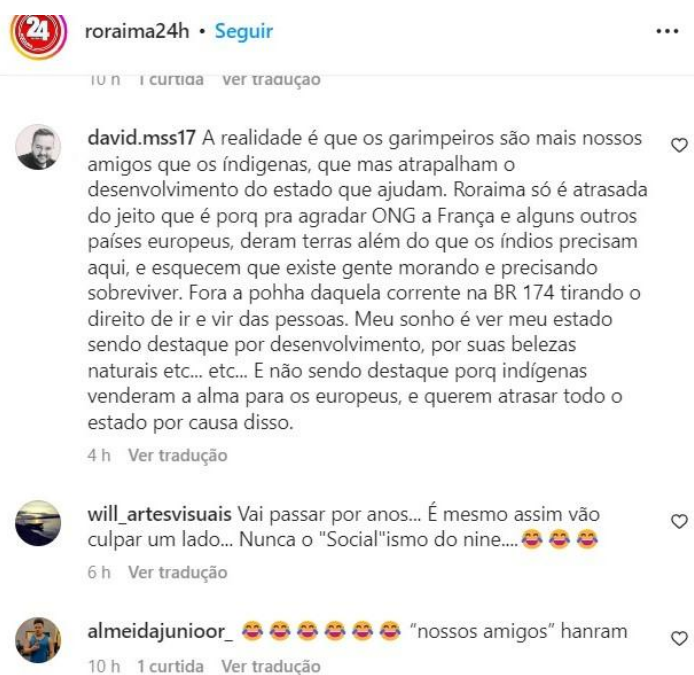 24
roraima24h • Seguir
10 h 1 curtida Ver tradução
david.mss17 A realidade é que os garimpeiros são mais nossos
amigos que os índigenas, que mas atrapalham o
desenvolvimento do estado que ajudam. Roraima só é atrasada
do jeito que é porq pra agradar ONG a França e alguns outros
países europeus, deram terras além do que os índios precisam
aqui, e esquecem que existe gente morando e precisando
sobreviver. Fora a pohha daquela corrente na BR 174 tirando o
direito de ir e vir das pessoas. Meu sonho é ver meu estado
sendo destaque por desenvolvimento, por suas belezas
naturais etc... etc... E não sendo destaque porq indígenas
venderam a alma para os europeus, e querem atrasar todo o
estado por causa disso.
4 h Ver tradução
will_artesvisuais Vai passar por anos... É mesmo assim vão
culpar um lado... Nunca o "Social"ismo do nine....😂😂😂
6 h Ver tradução
almeidajunioor_ 😂😂😂😂😂😂 “nossos amigos” hanram
10 h 1 curtida Ver tradução